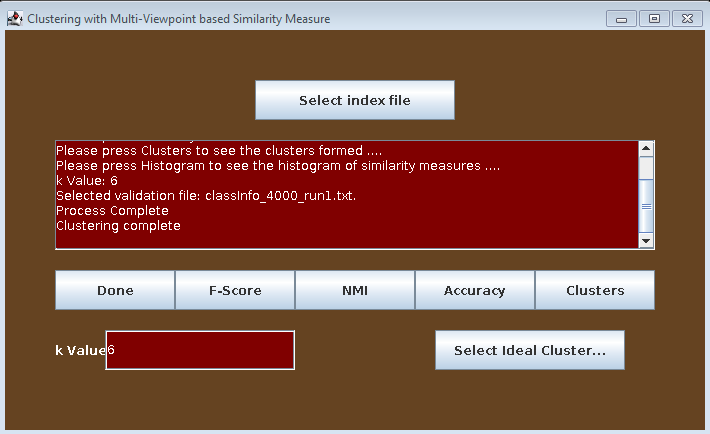 Clustering with Multi-Viewpoint based Similarity Measure
Select index file
Please press Clusters to see the clusters formed ....
Please press Histogram to see the histogram of similarity measures ....
k Value: 6
Selected validation file: classInfo_4000_run1.txt.
Process Complete
Clustering complete
Done F-Score NMI Accuracy Clusters
k Value 6 Select Ideal Cluster...